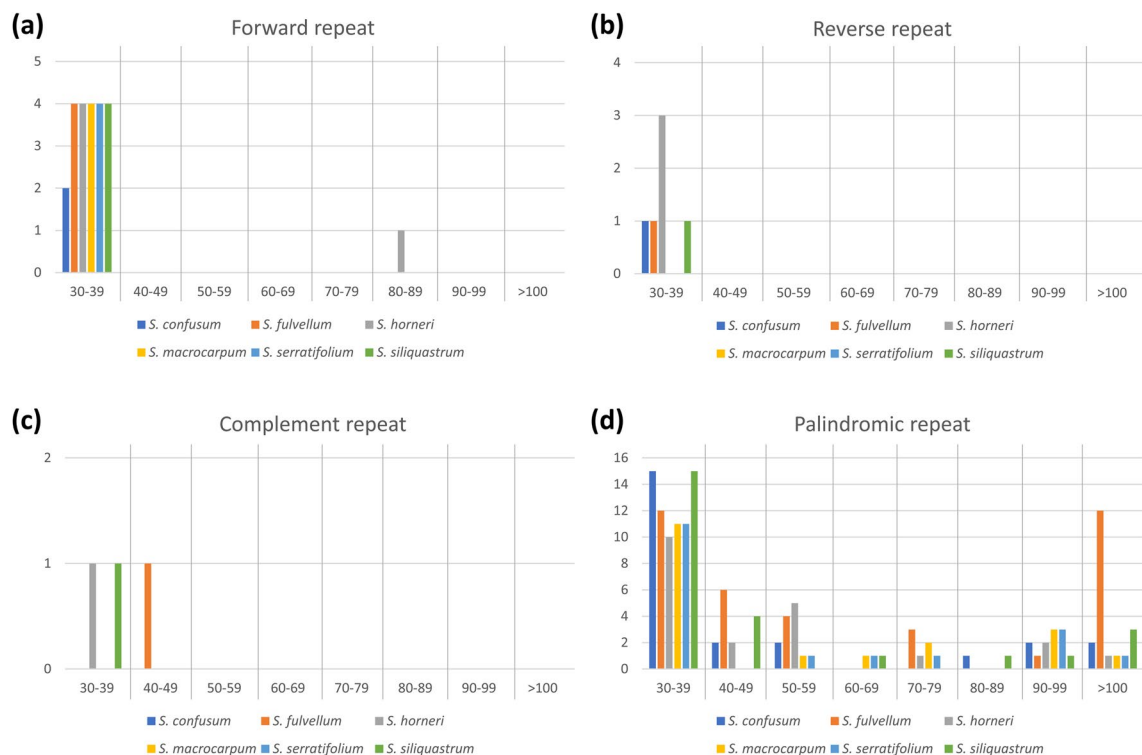 (a)
Forward repeat
5
4
3
2
1
0
30-39 40-49 50-59 60-69 70-79 80-89 90-99 >100
S. confusum S. fulvellum S. horneri
S. macrocarpum S. serratifolium S. siliquastrum
(b)
Reverse repeat
4
3
2
1
0
30-39 40-49 50-59 60-69 70-79 80-89 90-99 >100
S. confusum S. fulvellum S. horneri
S. macrocarpum S. serratifolium S. siliquastrum
(c)
Complement repeat
2
1
0
30-39 40-49 50-59 60-69 70-79 80-89 90-99 >100
S. confusum S. fulvellum S. horneri
S. macrocarpum S. serratifolium S. siliquastrum
(d)
Palindromic repeat
16
14
12
10
8
6
4
2
0
30-39 40-49 50-59 60-69 70-79 80-89 90-99 >100
S. confusum S. fulvellum S. horneri
S. macrocarpum S. serratifolium S. siliquastrum